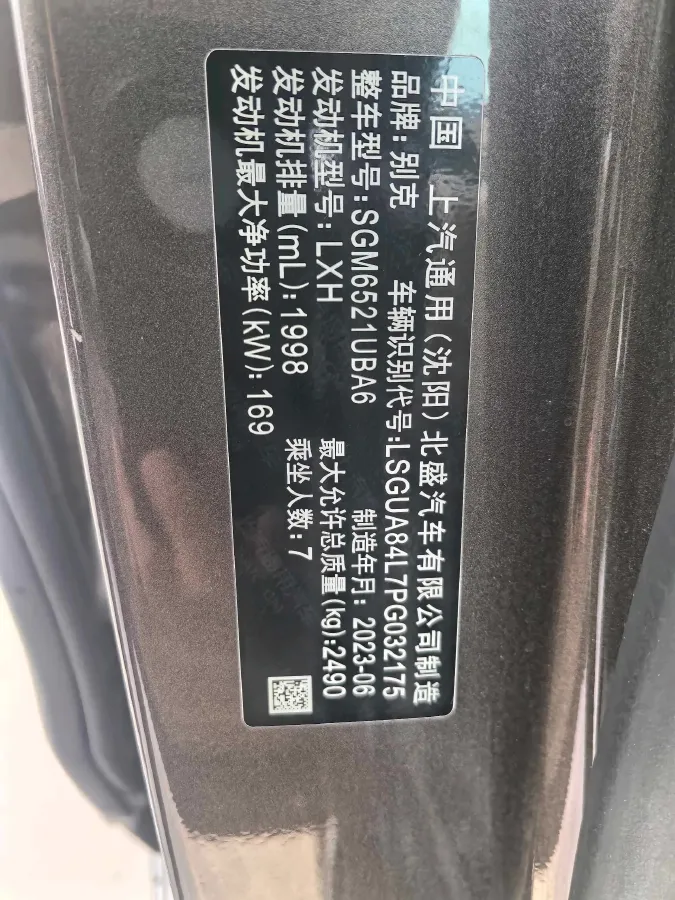 中国 上汽通用（沈阳）北盛汽车有限公司制造
品牌：别克 车辆识别代号：LSGUA84L7PG032175
整车型号：SGM6521UBA6 制造年月：2023-06
发动机型号：LXH 最大允许总质量(kg)：2490
发动机排量(mL)：1998 乘坐人数：7
发动机最大净功率(kW)：169